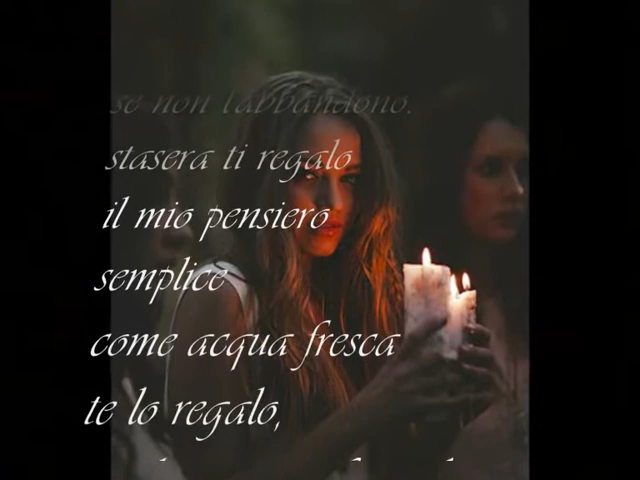 se non l'abbandono.
stasera ti regalo
il mio pensiero
semplice
come acqua fresca
te lo regalo,